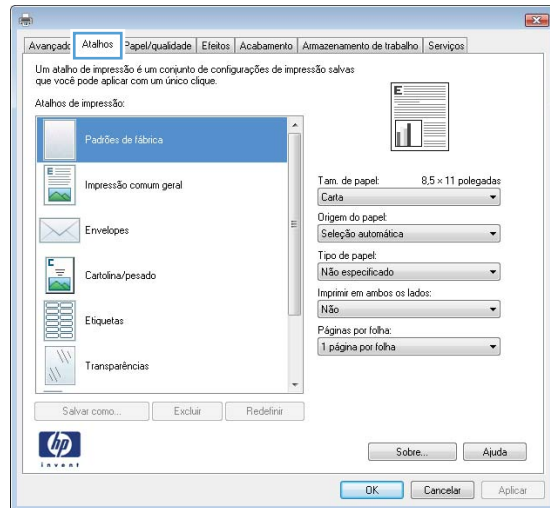 Avançado
Atalhos
Papel/qualidade
Efeitos
Acabamento
Armazenamento de trabalho
Serviços
Um atalho de impressão é um conjunto de configurações de impressão salvas
que você pode aplicar com um único clique.
Atalhos de impressão:
Padrões de fábrica
Impressão comum geral
Envelopes
Cartolina/pesado
Etiquetas
Transparências
E
E
C
Tam. de papel: 8,5 × 11 polegadas
Carta
Origem do papel:
Seleção automática
Tipo de papel:
Não especificado
Imprimir em ambos os lados:
Não
Páginas por folha:
1 página por folha
Salvar como...
Excluir
Redefinir
hp
invent
Sobre...
Ajuda
OK
Cancelar
Aplicar